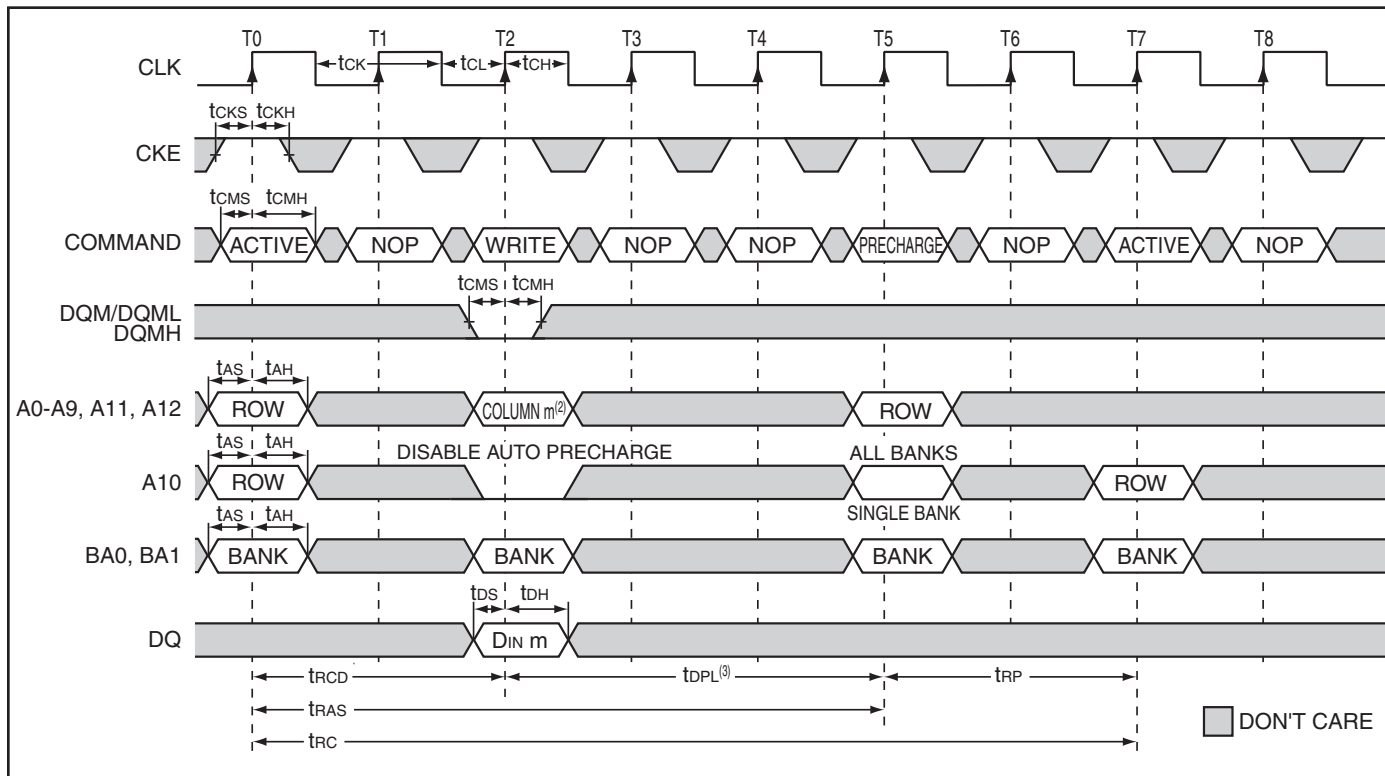 T0 T1 T2 T3 T4 T5 T6 T7 T8
CLK
tCK tCL tCH
tCKS tCKH
CKE
tCMS tCMH
COMMAND
ACTIVE NOP WRITE NOP NOP PRECHARGE NOP ACTIVE NOP
tCMS tCMH
DQM/DQML
DQMH
tAS tAH
A0-A9, A11, A12
ROW COLUMN m(2) ROW
tAS tAH
DISABLE AUTO PRECHARGE ALL BANKS
A10
ROW ROW
SINGLE BANK
tAS tAH
BA0, BA1
BANK BANK BANK BANK
tDS tDH
DQ
DIN m
tRCD tDPL(3) tRP
tRAS
tRC
DON'T CARE